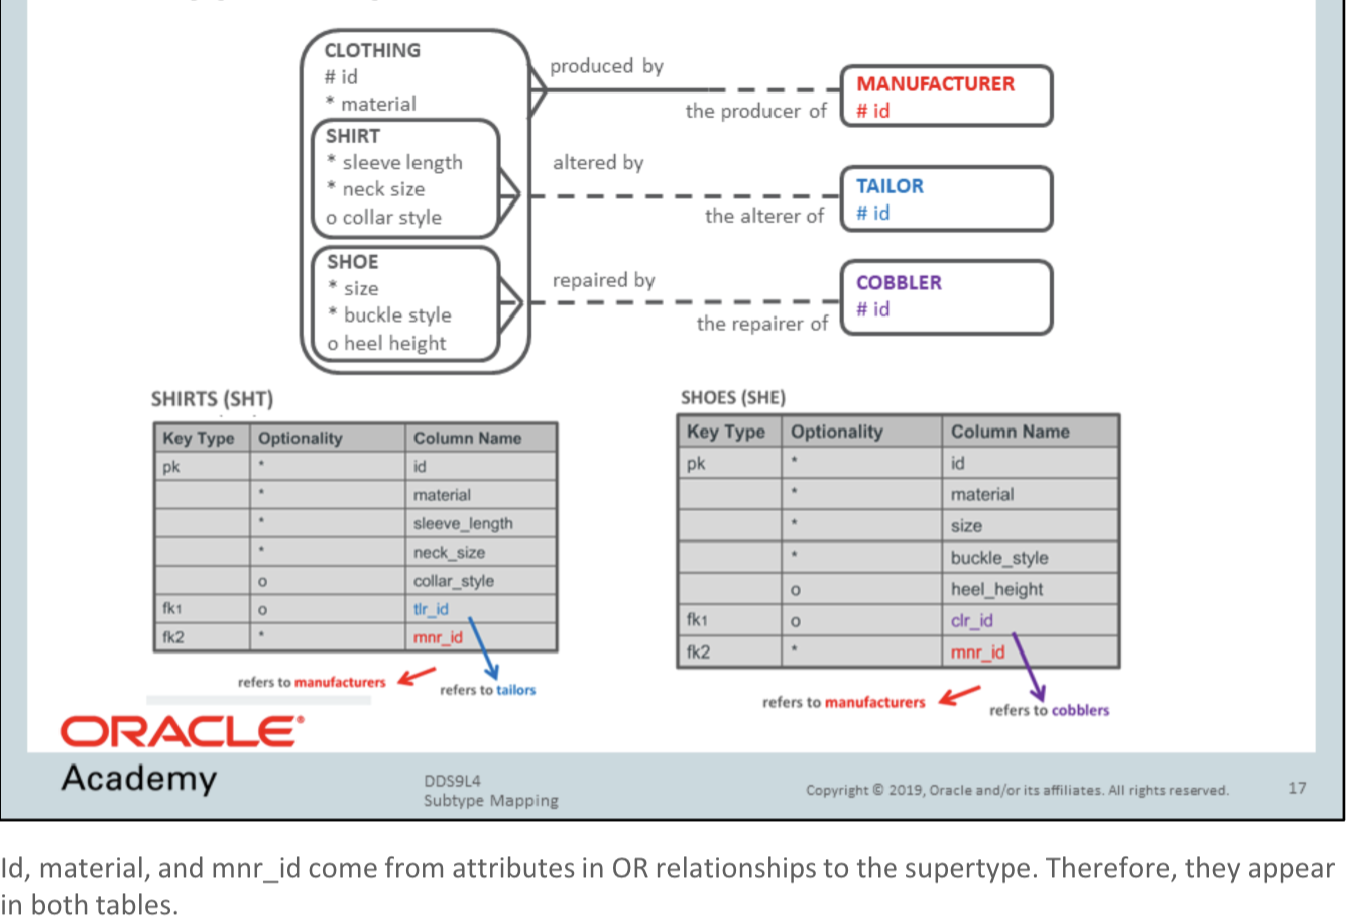 CLOTHING
# id
* material
SHIRT
* sleeve length
* neck size
o collar style
SHOE
* size
* buckle style
o heel height
produced by
the producer of
MANUFACTURER
# id
altered by
the alterer of
TAILOR
# id
repaired by
the repairer of
COBBLER
# id
SHIRTS (SHT)
Key Type Optionality Column Name
pk * id
* material
* sleeve_length
* neck_size
o collar_style
fk1 o tlr_id
fk2 * mnr_id
refers to manufacturers
refers to tailors
SHOES (SHE)
Key Type Optionality Column Name
pk * id
* material
* size
* buckle_style
o heel_height
fk1 o clr_id
fk2 * mnr_id
refers to manufacturers
refers to cobblers
ORACLE®
Academy
DDS9L4
Subtype Mapping
Copyright © 2019, Oracle and/or its affiliates. All rights reserved.
17
Id, material, and mnr_id come from attributes in OR relationships to the supertype. Therefore, they appear
in both tables.